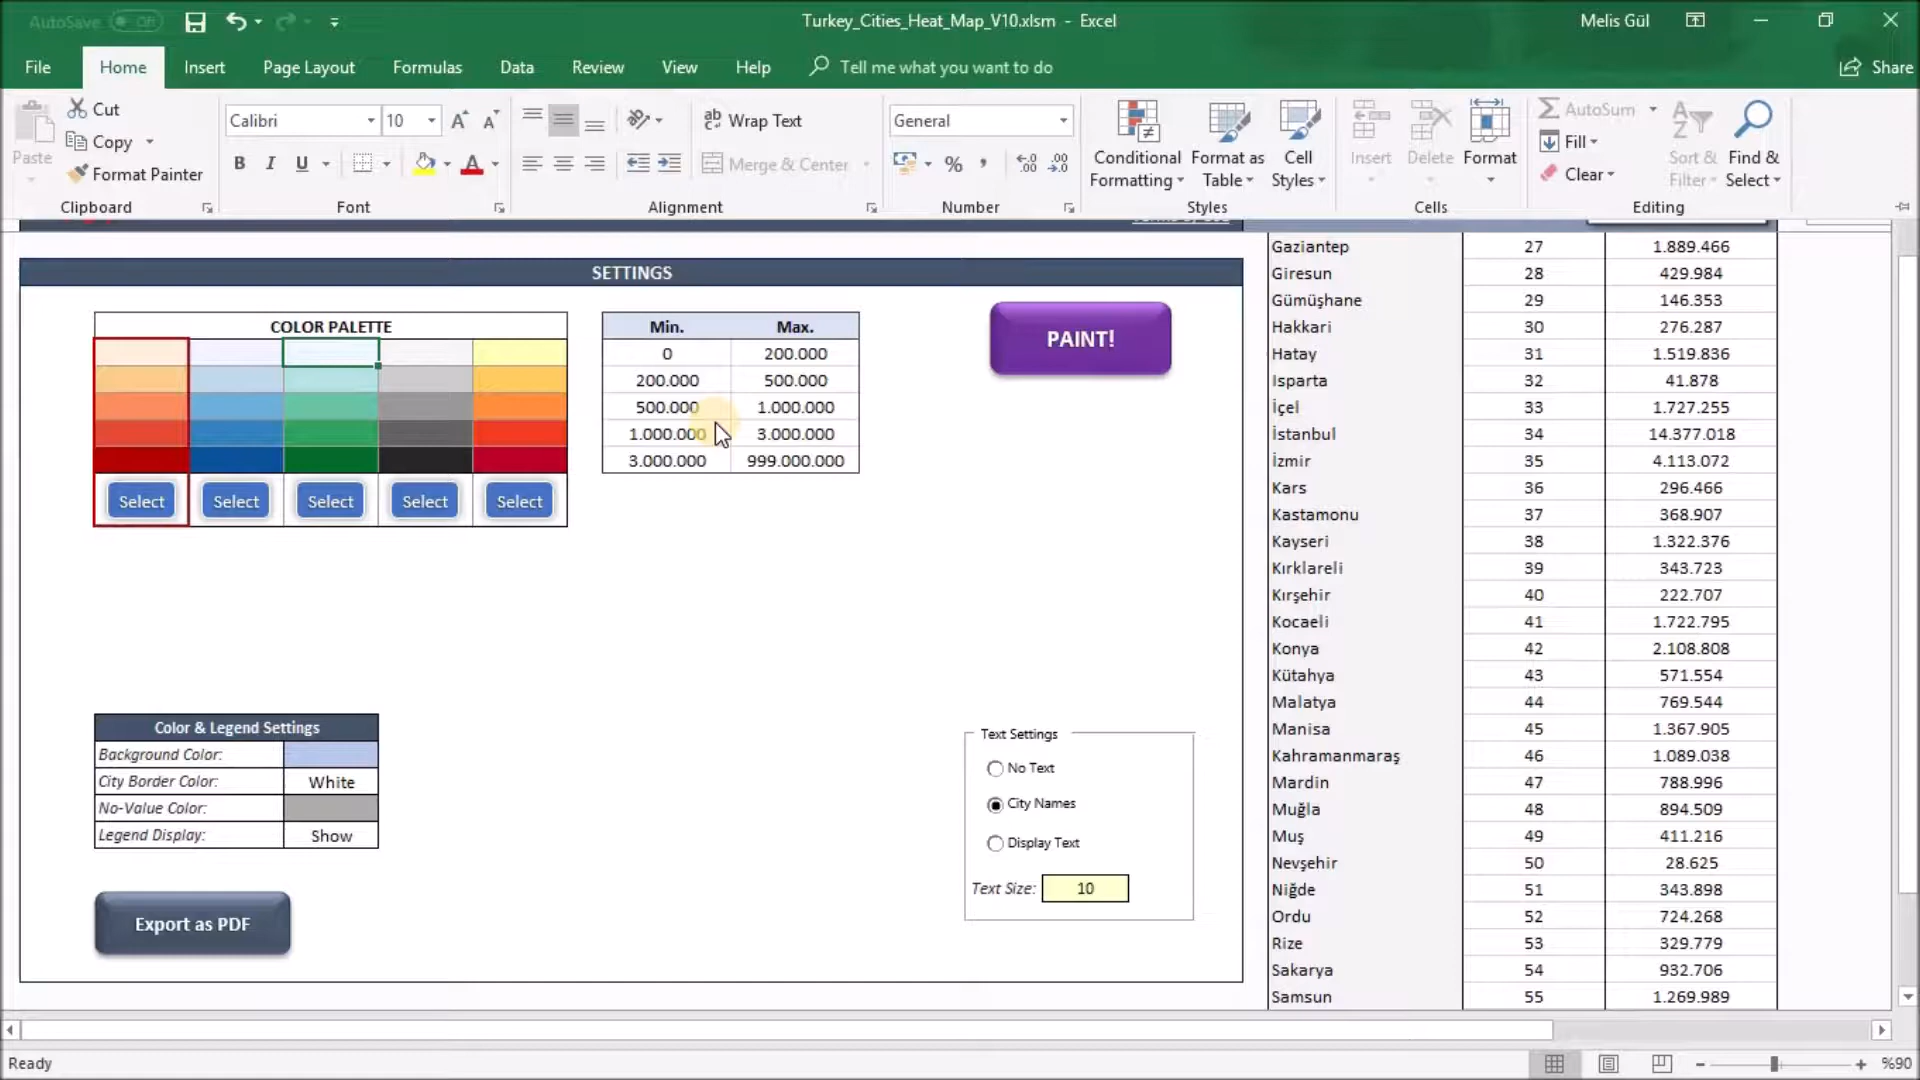 AutoSave Off
Turkey_Cities_Heat_Map_V10.xlsm - Excel
Melis Gül
File Home Insert Page Layout Formulas Data Review View Help Tell me what you want to do Share
Paste
Cut
Copy
Format Painter
Clipboard
Calibri 10
B I U
Font
Wrap Text
Merge & Center
Alignment
General
Number
Conditional Formatting
Format as Table
Cell Styles
Styles
Insert
Delete
Format
Cells
AutoSum
Fill
Clear
Sort & Filter
Find & Select
Editing
SETTINGS
COLOR PALETTE
Select Select Select Select Select
Min. Max.
0 200.000
200.000 500.000
500.000 1.000.000
1.000.000 3.000.000
3.000.000 999.000.000
PAINT!
Color & Legend Settings
Background Color:
City Border Color: White
No-Value Color:
Legend Display: Show
Export as PDF
Text Settings
No Text
City Names
Display Text
Text Size: 10
Gaziantep 27 1.889.466
Giresun 28 429.984
Gümüşhane 29 146.353
Hakkari 30 276.287
Hatay 31 1.519.836
Isparta 32 41.878
İçel 33 1.727.255
İstanbul 34 14.377.018
İzmir 35 4.113.072
Kars 36 296.466
Kastamonu 37 368.907
Kayseri 38 1.322.376
Kırklareli 39 343.723
Kırşehir 40 222.707
Kocaeli 41 1.722.795
Konya 42 2.108.808
Kütahya 43 571.554
Malatya 44 769.544
Manisa 45 1.367.905
Kahramanmaraş 46 1.089.038
Mardin 47 788.996
Muğla 48 894.509
Muş 49 411.216
Nevşehir 50 28.625
Niğde 51 343.898
Ordu 52 724.268
Rize 53 329.779
Sakarya 54 932.706
Samsun 55 1.269.989
Ready
%90